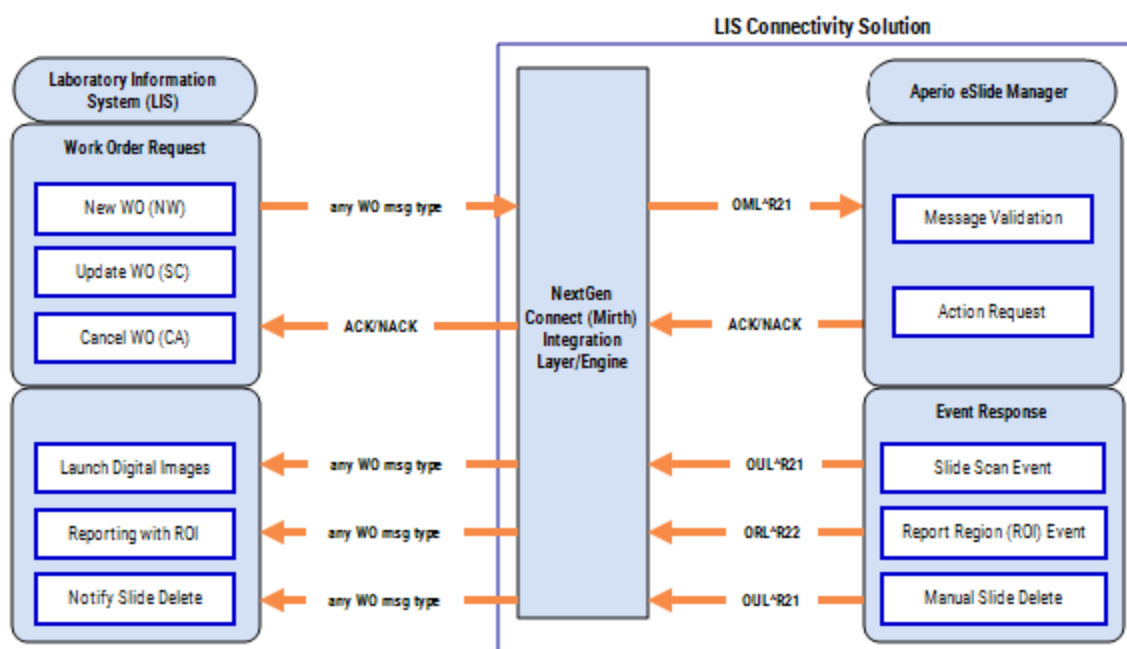 LIS Connectivity Solution
Laboratory Information
System (LIS)
Aperio eSlide Manager
Work Order Request
New WO (NW)
any WO msg type
OML^R21
Message Validation
Update WO (SC)
NextGen
Connect (Mirth)
Integration
Layer/Engine
Cancel WO (CA)
ACK/NACK
ACK/NACK
Action Request
Event Response
Launch Digital Images
any WO msg type
OUL^R21
Slide Scan Event
Reporting with ROI
any WO msg type
ORL^R22
Report Region (ROI) Event
Notify Slide Delete
any WO msg type
OUL^R21
Manual Slide Delete